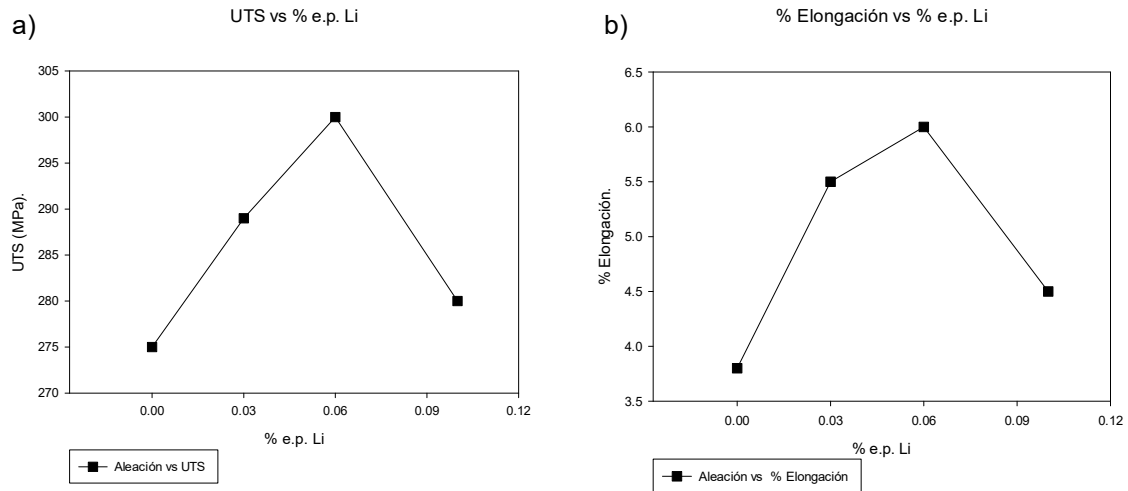 a)
UTS vs % e.p. Li
UTS (MPa).
305
300
295
290
285
280
275
270
0.00 0.03 0.06 0.09 0.12
% e.p. Li
Aleación vs UTS
b)
% Elongación vs % e.p. Li
% Elongación.
6.5
6.0
5.5
5.0
4.5
4.0
3.5
0.00 0.03 0.06 0.09 0.12
% e.p. Li
Aleación vs % Elongación